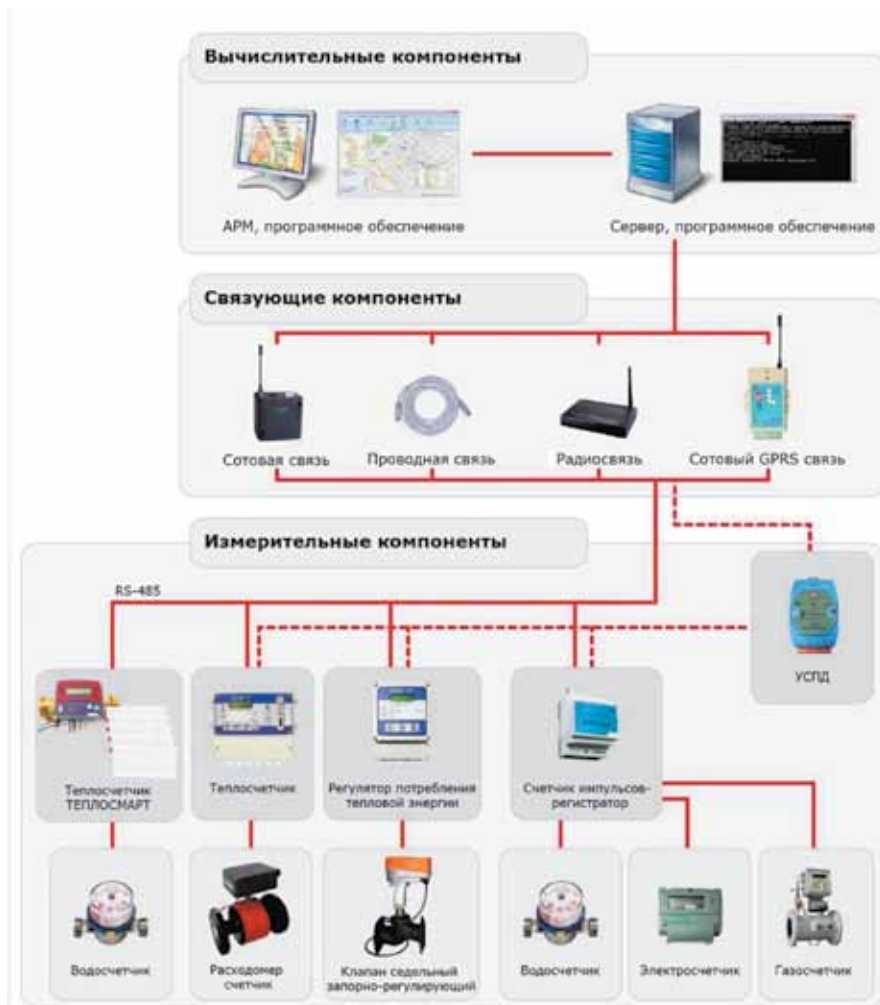 Вычислительные компоненты
АРМ, программное обеспечение
Сервер, программное обеспечение
Связующие компоненты
Сотовая связь
Проводная связь
Радиосвязь
Сотовый GPRS связь
Измерительные компоненты
RS-485
УСПД
Теплосчетчик
ТЕПЛОСМАРТ
Теплосчетчик
Регулятор потребления
тепловой энергии
Счетчик импульсов-
регистратор
Водосчетчик
Расходомер
счетчик
Клапан седельный
запорно-регулирующий
Водосчетчик
Электросчетчик
Газосчетчик